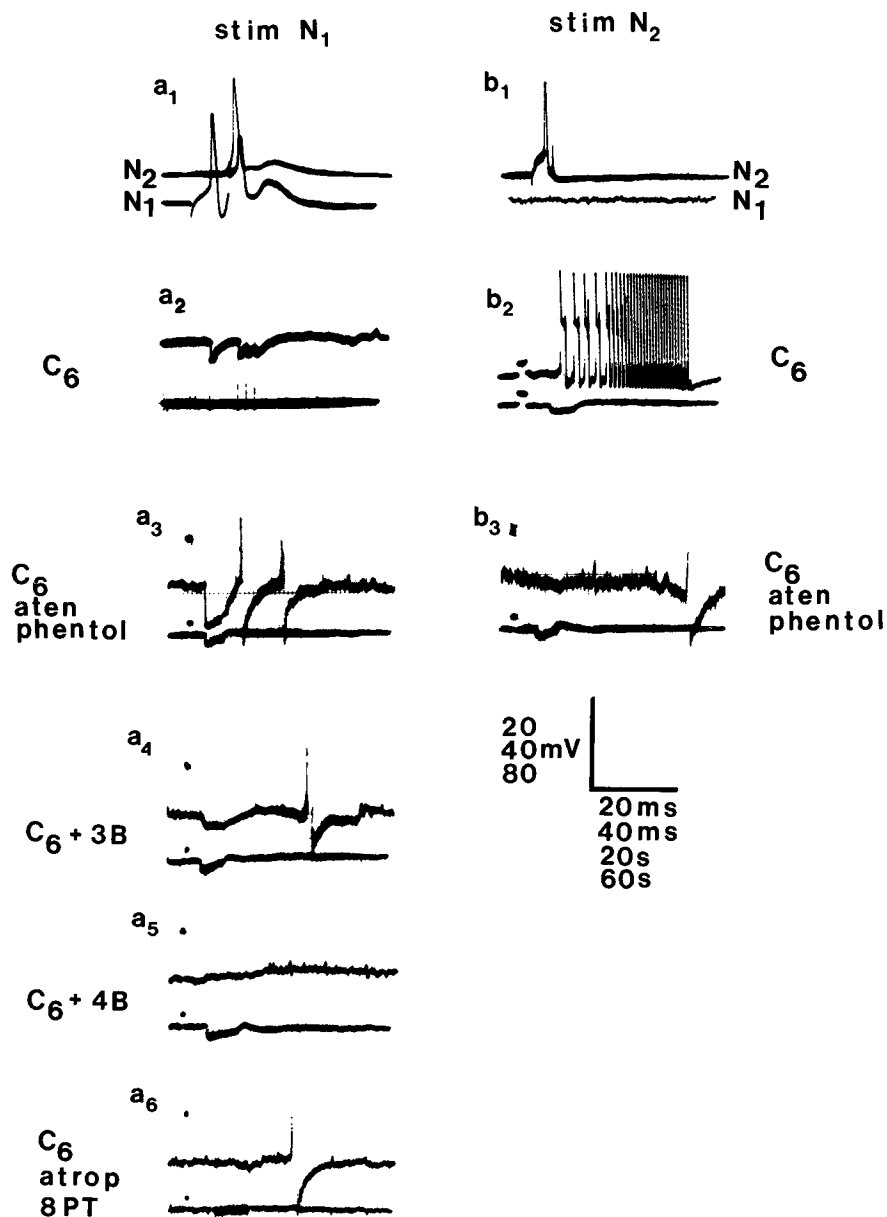 stim N1
stim N2
a1
N2
N1
b1
N2
N1
a2
C6
b2
C6
a3
C6
aten
phentol
b3
C6
aten
phentol
a4
C6 + 3B
20
40mV
80
20ms
40ms
20s
60s
a5
C6 + 4B
a6
C6
atrop
8PT